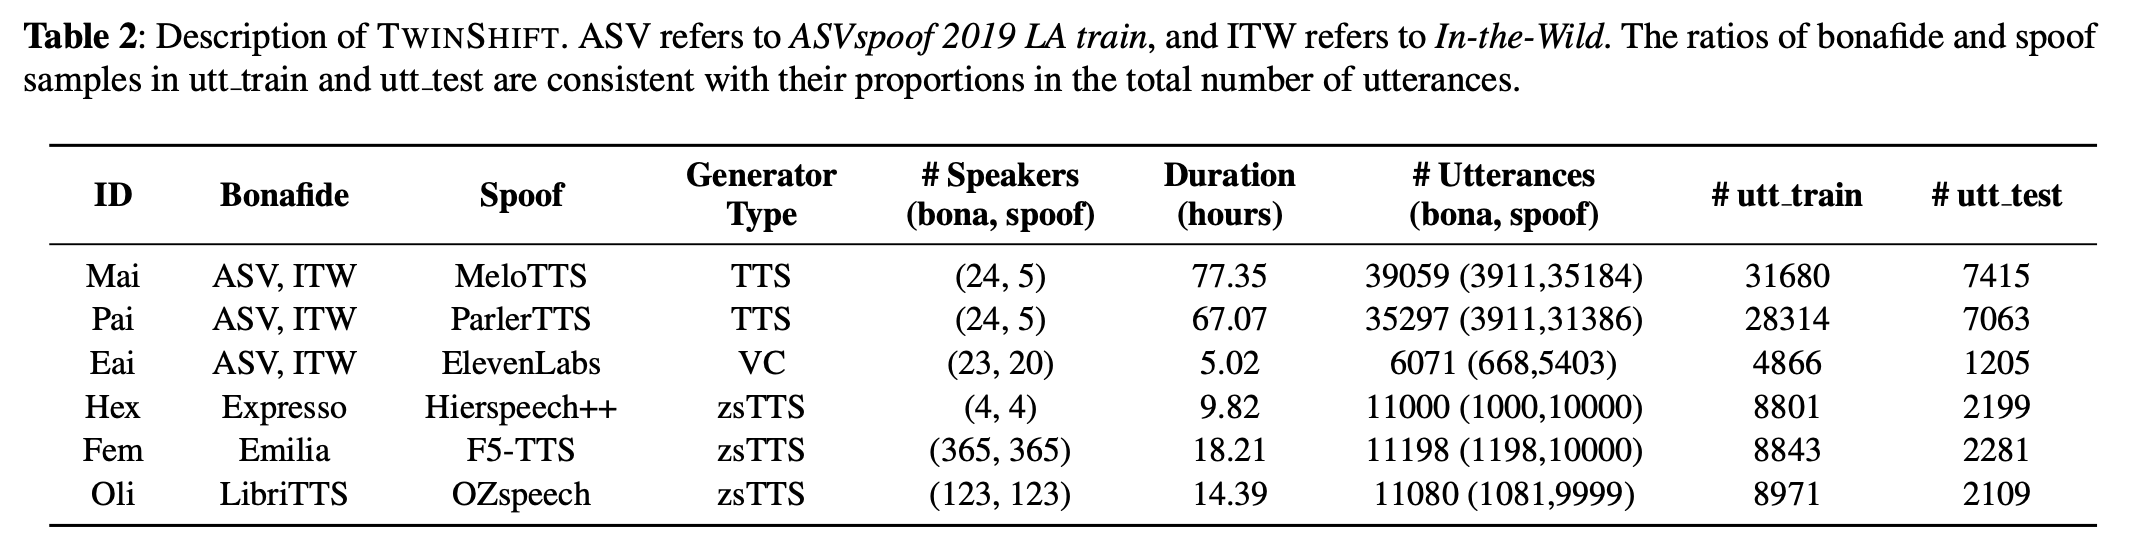 Table 2: Description of TWINSHIFT. ASV refers to ASVspoof 2019 LA train, and ITW refers to In-the-Wild. The ratios of bonafide and spoof
samples in utt_train and utt_test are consistent with their proportions in the total number of utterances.
ID Bonafide Spoof Generator Type # Speakers (bona, spoof) Duration (hours) # Utterances (bona, spoof) # utt_train # utt_test
Mai ASV, ITW MeloTTS TTS (24, 5) 77.35 39059 (3911,35184) 31680 7415
Pai ASV, ITW ParlerTTS TTS (24, 5) 67.07 35297 (3911,31386) 28314 7063
Eai ASV, ITW ElevenLabs VC (23, 20) 5.02 6071 (668,5403) 4866 1205
Hex Expresso Hierspeech++ zsTTS (4, 4) 9.82 11000 (1000,10000) 8801 2199
Fem Emilia F5-TTS zsTTS (365, 365) 18.21 11198 (1198,10000) 8843 2281
Oli LibriTTS OZspeech zsTTS (123, 123) 14.39 11080 (1081,9999) 8971 2109